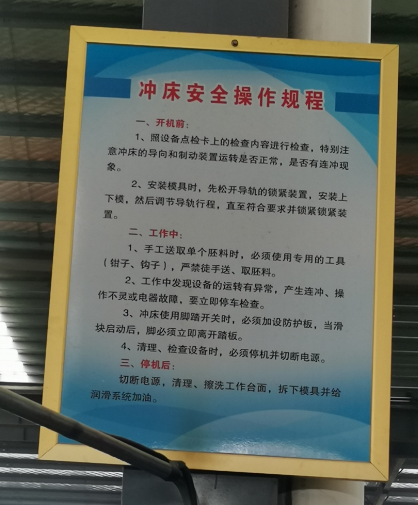 冲床安全操作规程
一、开机前：
1、照设备点检卡上的检查内容进行检查，特别注
意冲床的导向和制动装置运转是否正常，是否有连冲现
象。
2、安装模具时，先松开导轨的锁紧装置，安装上
下模，然后调节导轨行程，直至符合要求并锁紧锁紧装
置。
二、工作中：
1、手工送取单个胚料时，必须使用专用的工具
（钳子、钩子），严禁徒手送、取胚料。
2、工作中发现设备的运转有异常，产生连冲、操
作不灵或电器故障，要立即停车检查。
3、冲床使用脚踏开关时，必须加设防护板，当滑
块启动后，脚必须立即离开踏板。
4、清理、检查设备时，必须停机并切断电源。
三、停机后：
切断电源，清理、擦洗工作台面，拆下模具并给
润滑系统加油。